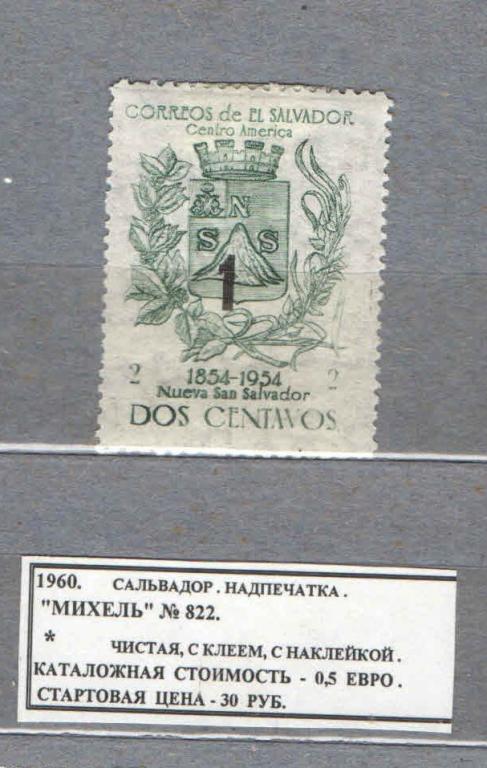 CORREOS de EL SALVADOR
Centro America
N
S S
1
2 1854-1954 2
Nueva San Salvador
DOS CENTAVOS
1960. САЛЬВАДОР. НАДПЕЧАТКА.
"МИХЕЛЬ" № 822.
*
ЧИСТАЯ, С КЛЕЕМ, С НАКЛЕЙКОЙ.
КАТАЛОЖНАЯ СТОИМОСТЬ - 0,5 ЕВРО.
СТАРТОВАЯ ЦЕНА - 30 РУБ.